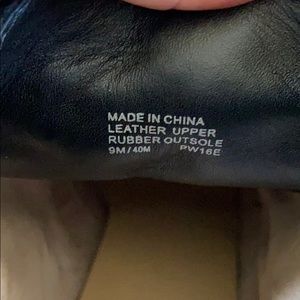 MADE IN CHINA
LEATHER UPPER
RUBBER OUTSOLE
9M/40M PW16E